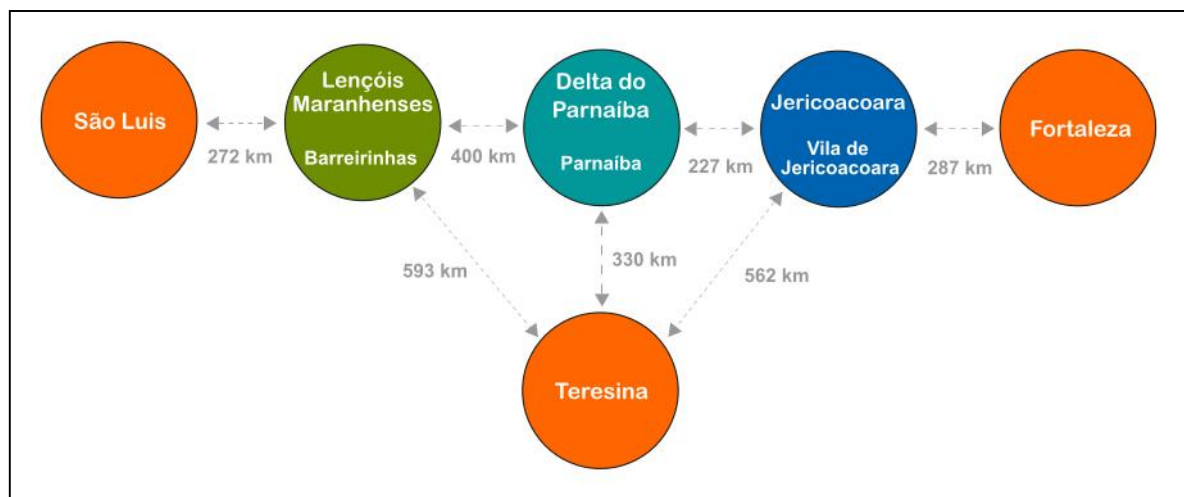 São Luis
272 km
Lençóis
Maranhenses
Barreirinhas
400 km
Delta do
Parnaíba
Parnaíba
227 km
Jericoacoara
Vila de
Jericoacoara
287 km
Fortaleza
593 km
330 km
562 km
Teresina